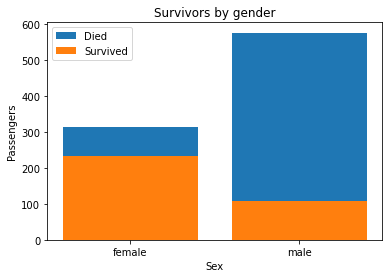 Survivors by gender
Died
Survived
600
500
400
300
200
100
0
Passengers
female
male
Sex